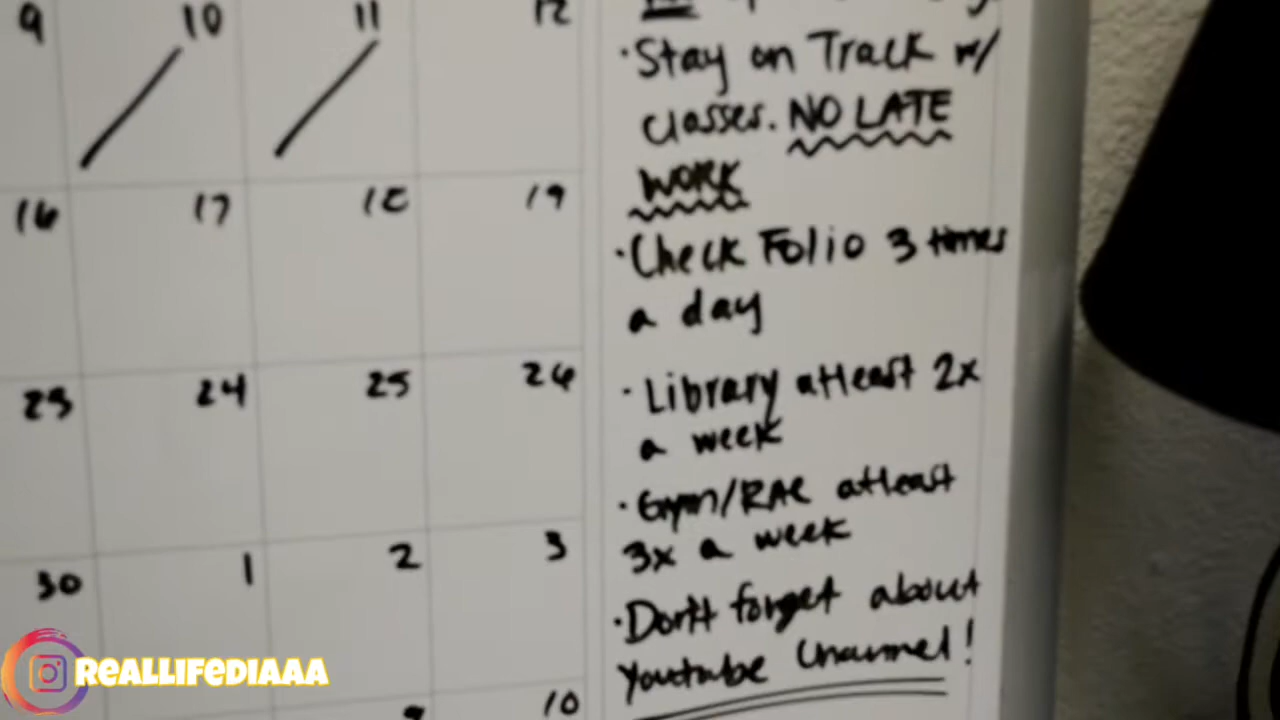 9 10 11 12
· Stay on Track w/
classes. NO LATE
WORK
16 17 18 19
· Check Folio 3 times
a day
23 24 25 26
· Library atleast 2x
a week
· Gym/RAC atleast
3x a week
30 1 2 3
· Don't forget about
Youtube Channel!
10
REALLIFEDIAAA